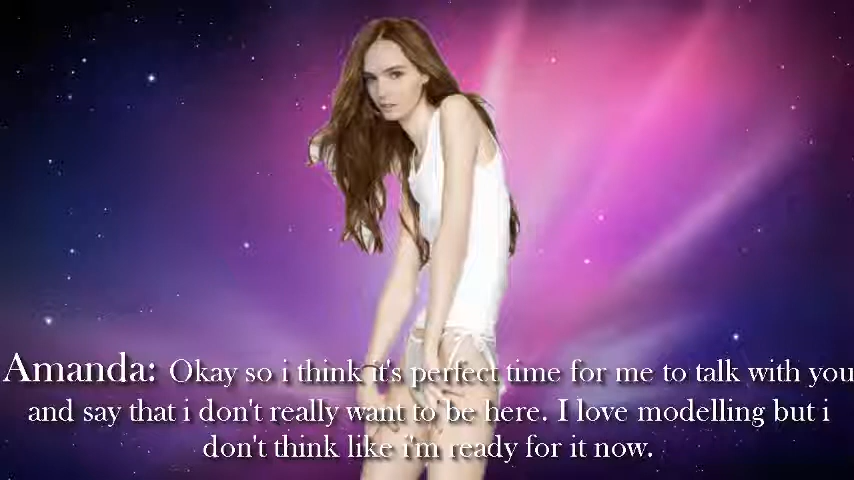 Amanda: Okay so i think it's perfect time for me to talk with you
and say that i don't really want to be here. I love modelling but i
don't think like i'm ready for it now.